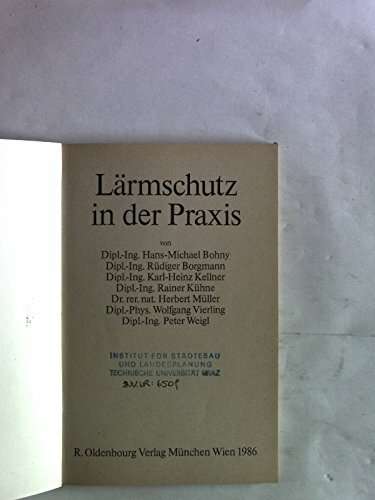 Lärmschutz
in der Praxis
von
Dipl.-Ing. Hans-Michael Bohny
Dipl.-Ing. Rüdiger Borgmann
Dipl.-Ing. Karl-Heinz Kellner
Dipl.-Ing. Rainer Kühne
Dr. rer. nat. Herbert Müller
Dipl.-Phys. Wolfgang Vierling
Dipl.-Ing. Peter Weigl
INSTITUT FÜR STÄDTEBAU
UND LANDESPLANUNG
TECHNISCHE UNIVERSITÄT GRAZ
R. Oldenbourg Verlag München Wien 1986